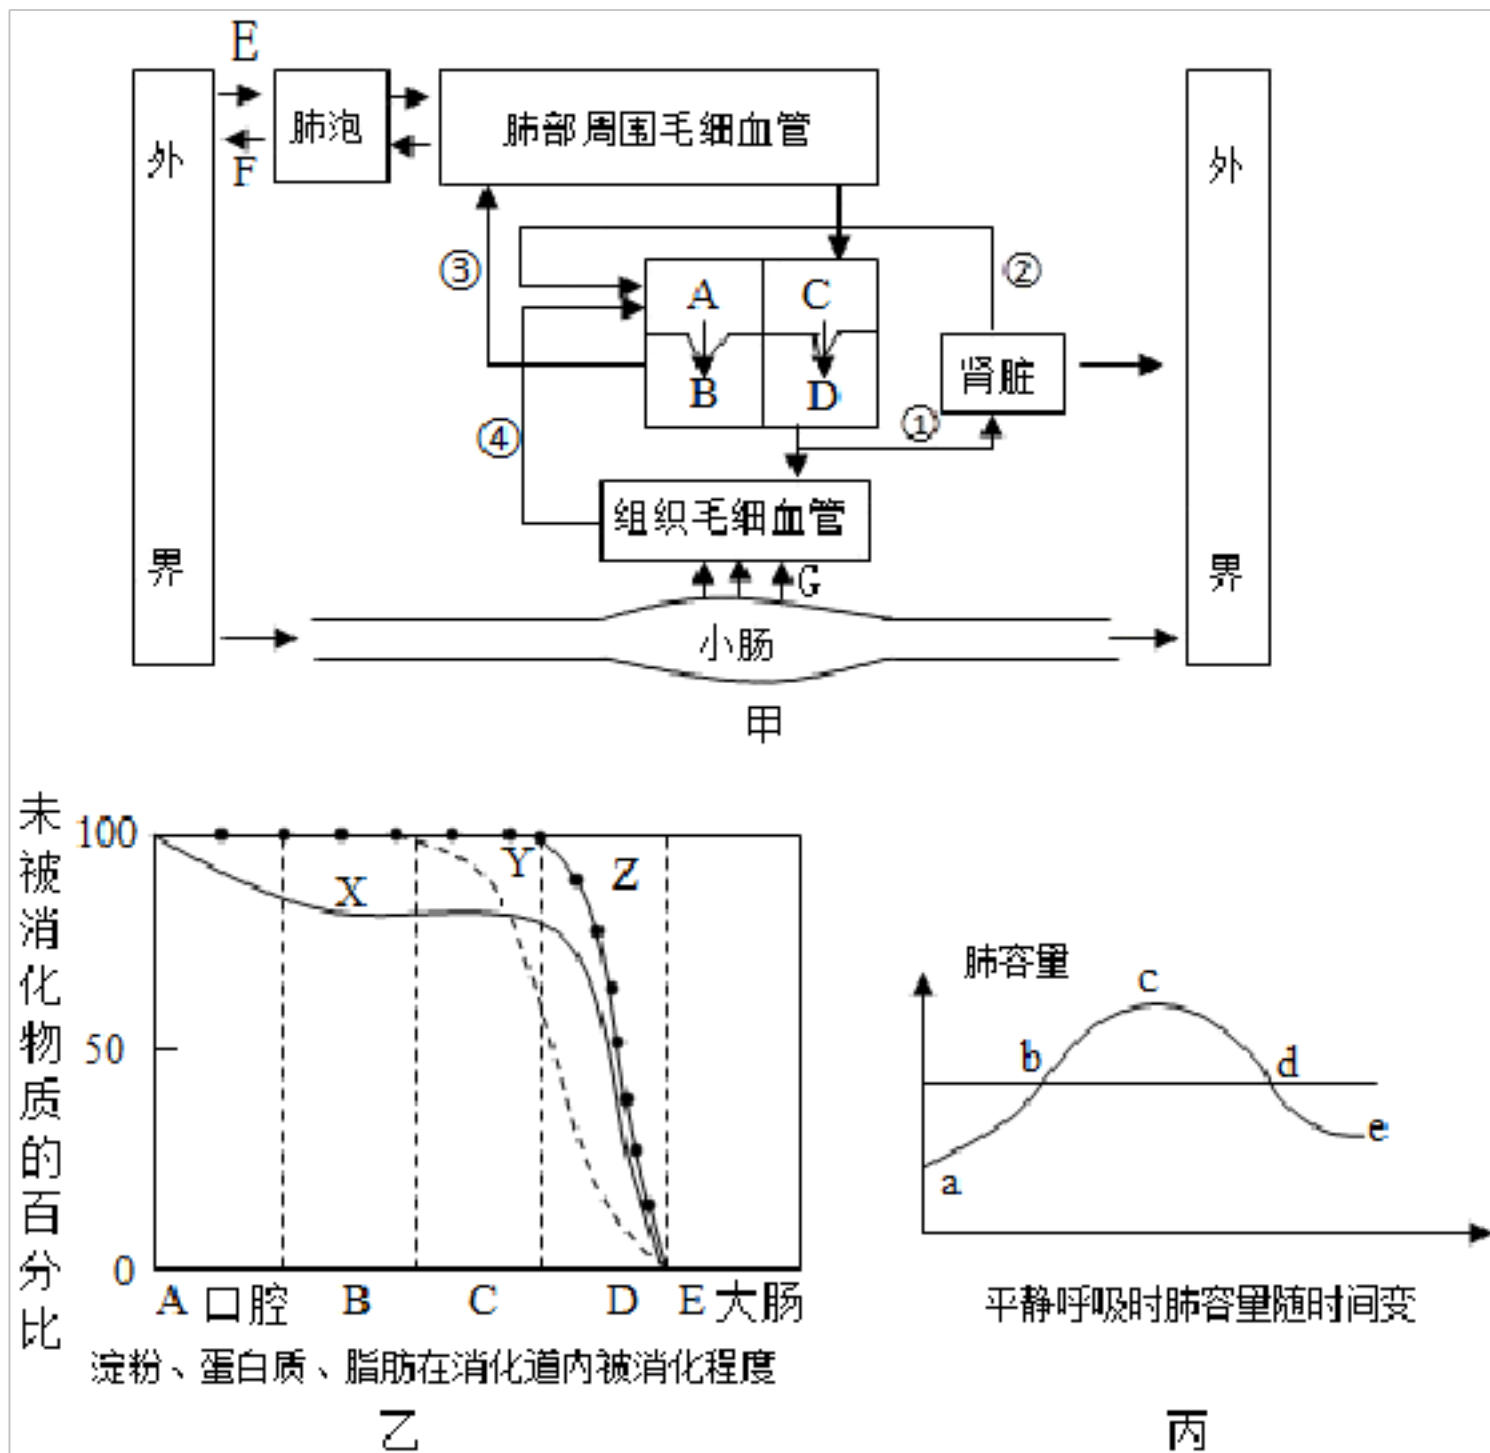 E
肺泡
肺部周围毛细血管
外
界
F
外
界
③
②
A
C
B
D
肾脏
①
④
组织毛细血管
G
小肠
甲
未被消化物质的百分比
100
50
0
X
Y
Z
A 口腔 B C D E 大肠
淀粉、蛋白质、脂肪在消化道内被消化程度
乙
肺容量
a
b
c
d
e
平静呼吸时肺容量随时间变
丙